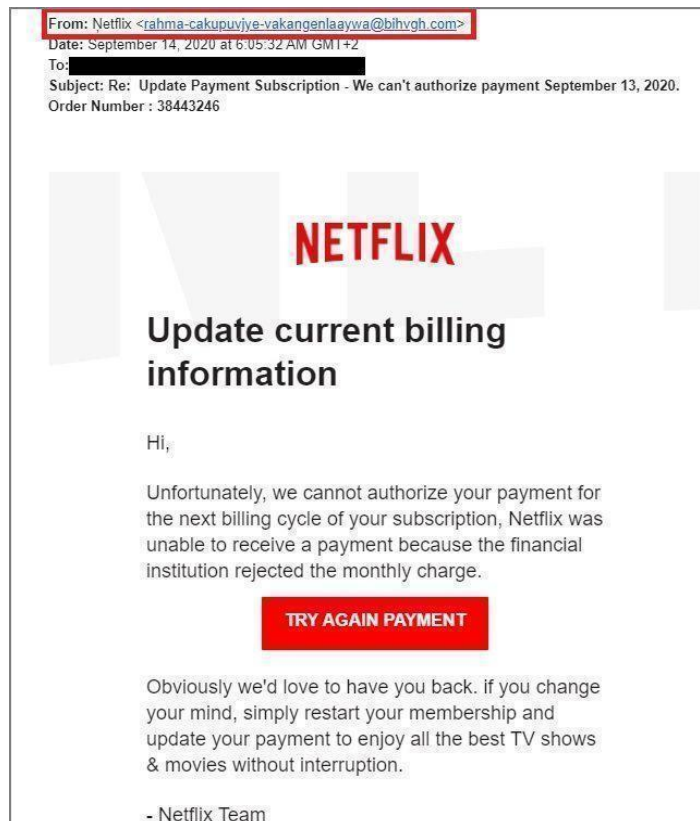 From: Ņetflix <rahma-cakupuvjye-vakangenlaaywa@bihvgh.com>
Date: September 14, 2020 at 6:05:32 AM GMT+2
To:
Subject: Re: Update Payment Subscription - We can't authorize payment September 13, 2020.
Order Number : 38443246
NETFLIX
Update current billing
information
Hi,
Unfortunately, we cannot authorize your payment for
the next billing cycle of your subscription, Netflix was
unable to receive a payment because the financial
institution rejected the monthly charge.
TRY AGAIN PAYMENT
Obviously we'd love to have you back. if you change
your mind, simply restart your membership and
update your payment to enjoy all the best TV shows
& movies without interruption.
- Netflix Team